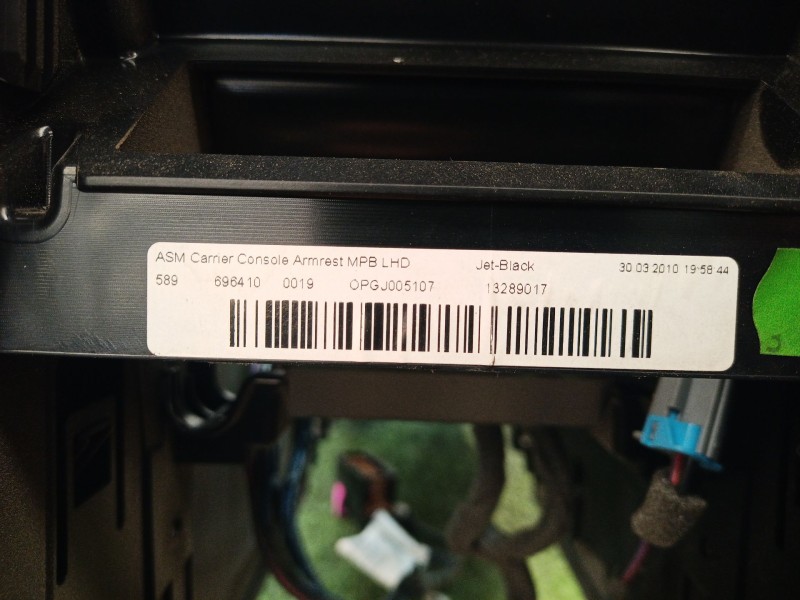 ASM Carrier Console Armrest MPB LHD Jet-Black 30.03.2010 19:58:44
589 696410 0019 OPGJ005107 13289017